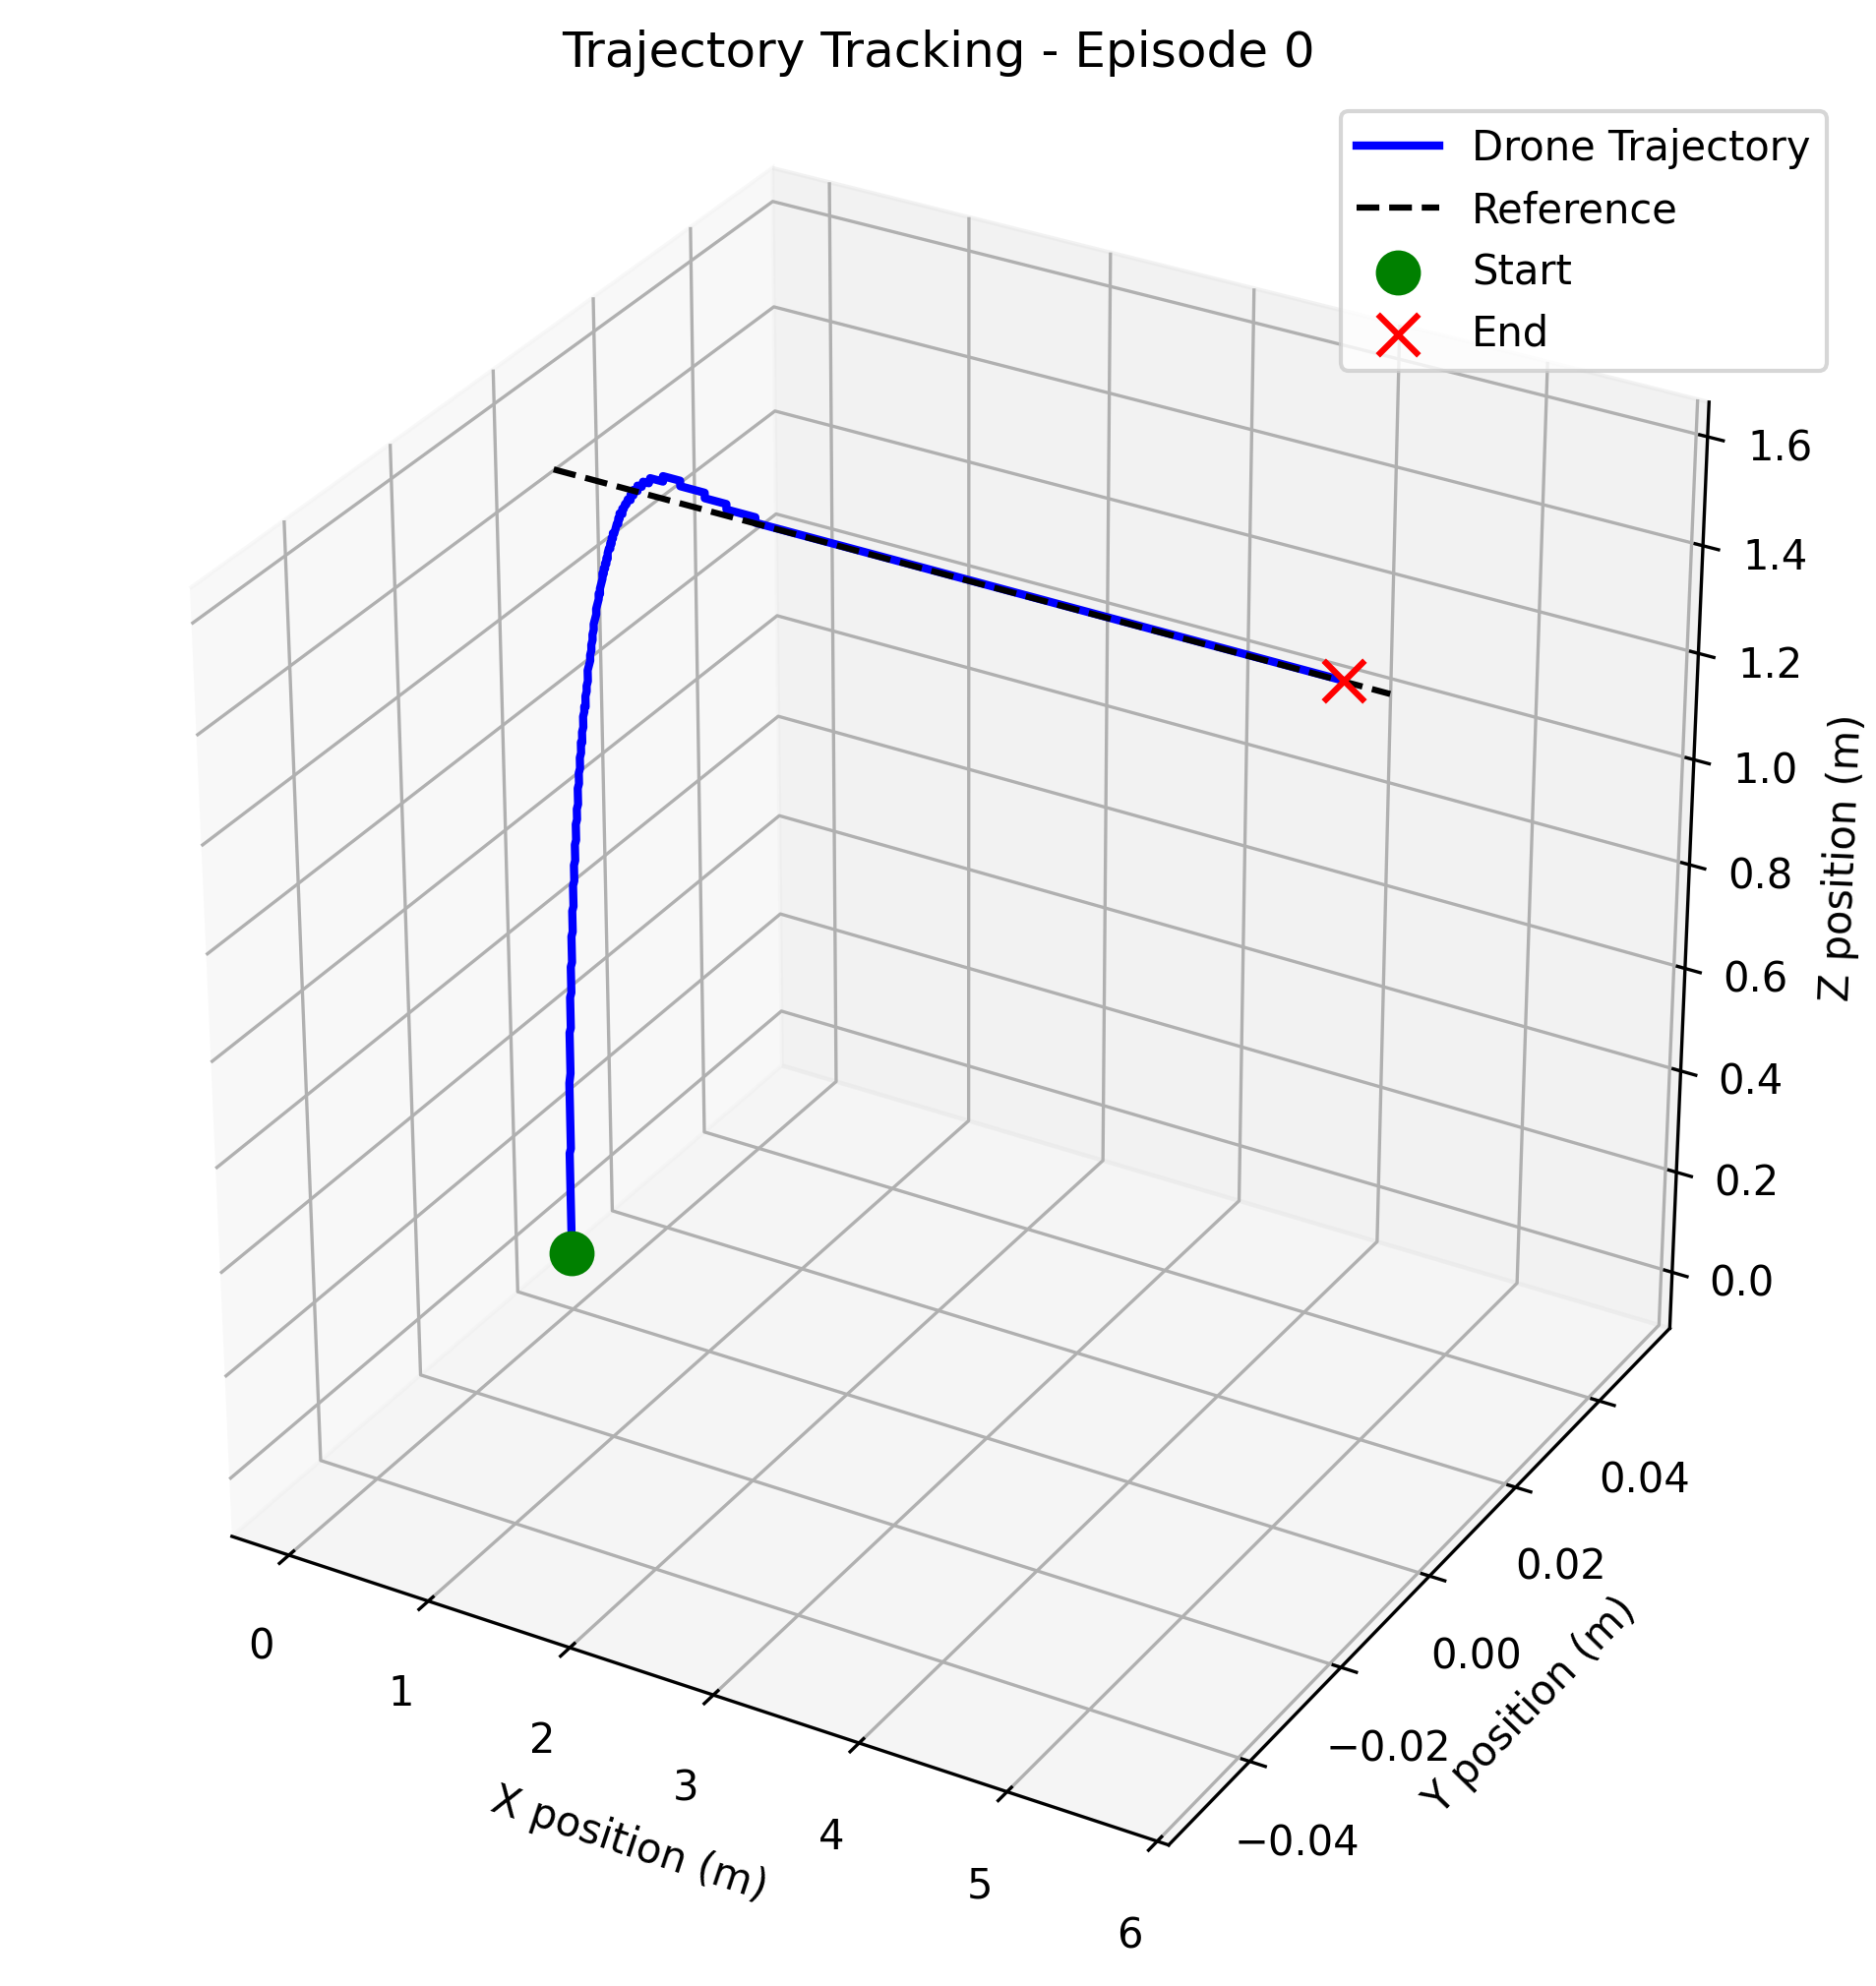 Trajectory Tracking - Episode 0
Drone Trajectory
Reference
Start
End
1.6
1.4
1.2
1.0
0.8
0.6
0.4
0.2
0.0
Z position (m)
0.04
0.02
0.00
−0.02
−0.04
Y position (m)
0
1
2
3
4
5
6
X position (m)